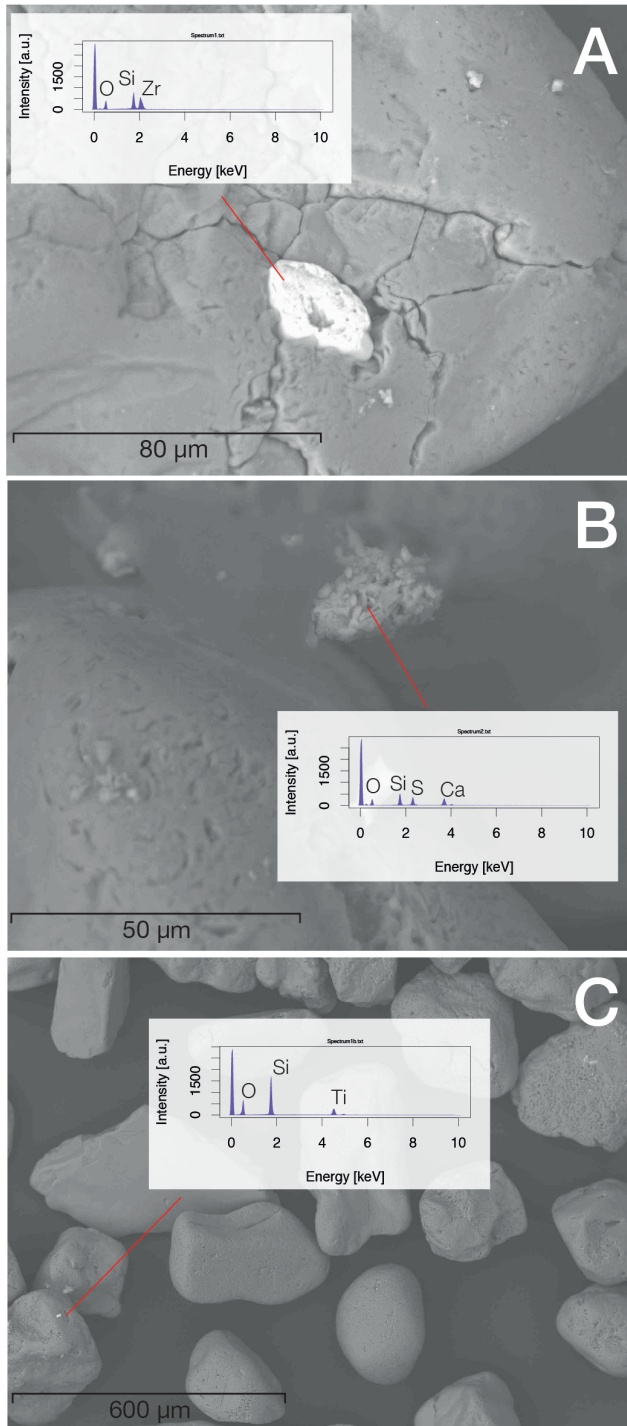 A
Spectrum1.txt
Intensity [a.u.]
1500
0
O
Si
Zr
0 2 4 6 8 10
Energy [keV]
80 µm
B
Spectrum2.txt
Intensity [a.u.]
1500
0
O
Si
S
Ca
0 2 4 6 8 10
Energy [keV]
50 µm
C
Spectrum1b.txt
Intensity [a.u.]
1500
0
O
Si
Ti
0 2 4 6 8 10
Energy [keV]
600 µm